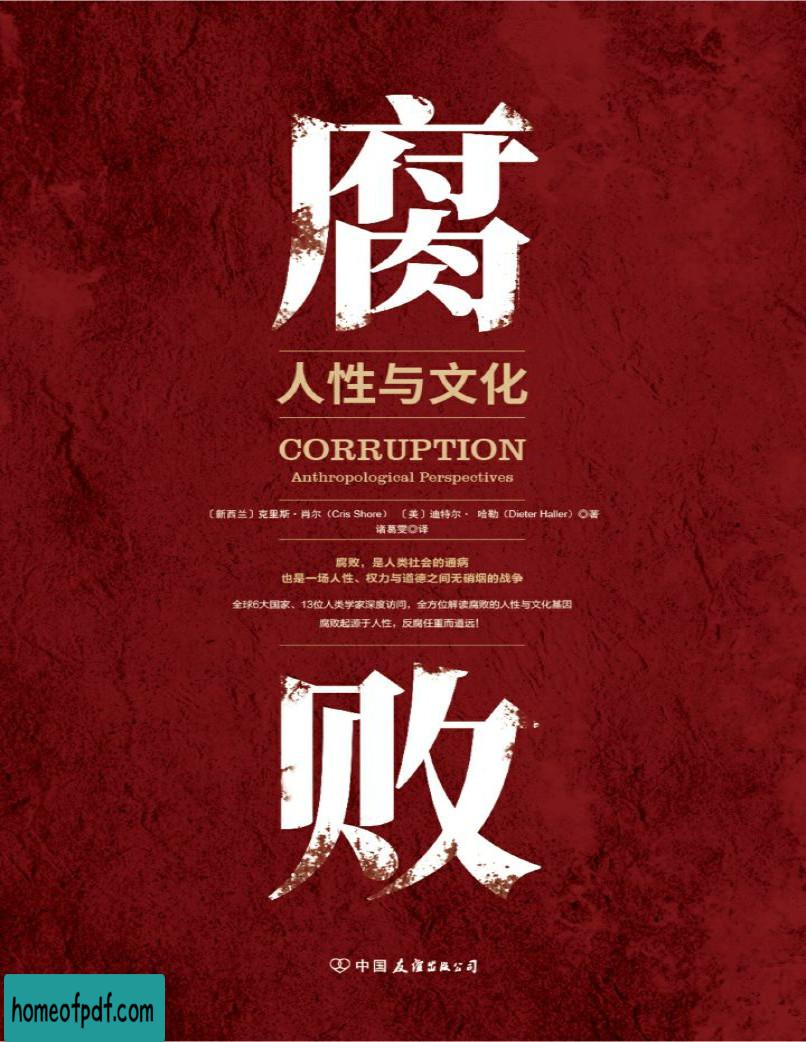 腐
人性与文化
CORRUPTION
Anthropological Perspectives
〔新西兰〕克里斯·肖尔（Cris Shore） 〔美〕迪特尔· 哈勒（Dieter Haller）◎著
诸葛雯◎译
腐败，是人类社会的通病
也是一场人性、权力与道德之间无硝烟的战争
全球6大国家、13位人类学家深度访问，全方位解读腐败的人性与文化基因
腐败起源于人性，反腐任重而道远！
败
中国友谊出版公司
homeofpdf.com